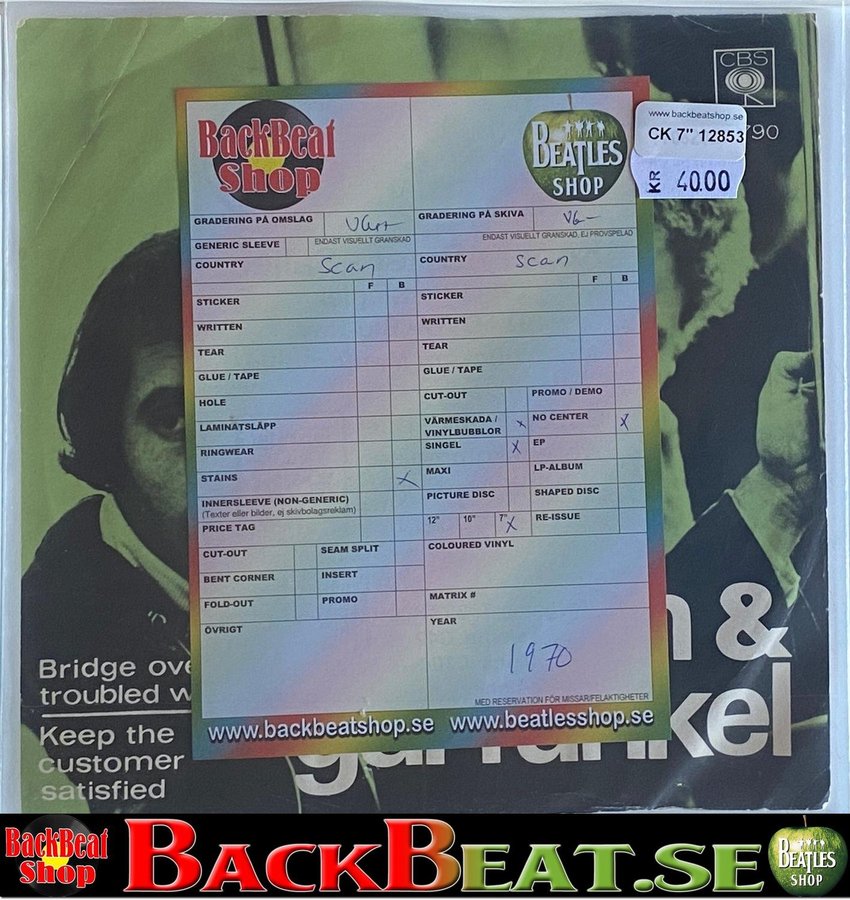 CBS
790
www.backbeatshop.se
CK 7" 12853
KR 40.00
BackBeat
Shop
BEATLES
SHOP
GRADERING PÅ OMSLAG
GRADERING PÅ SKIVA VG-
GENERIC SLEEVE ENDAST VISUELLT GRANSKAD
ENDAST VISUELLT GRANSKAD, EJ PROVSPELAD
COUNTRY Scan
COUNTRY Scan
F B
F B
STICKER
STICKER
WRITTEN
WRITTEN
TEAR
TEAR
GLUE / TAPE
GLUE / TAPE
HOLE
CUT-OUT PROMO / DEMO
LAMINATSLÄPP
VÄRMESKADA / VINYLBUBBLOR x NO CENTER x
RINGWEAR
SINGEL x EP
STAINS x
MAXI LP-ALBUM
INNERSLEEVE (NON-GENERIC)
(Texter eller bilder, ej skivbolagsreklam)
PICTURE DISC SHAPED DISC
PRICE TAG
12" 10" 7" x RE-ISSUE
CUT-OUT SEAM SPLIT
COLOURED VINYL
BENT CORNER INSERT
FOLD-OUT PROMO
MATRIX #
ÖVRIGT
YEAR
1970
MED RESERVATION FÖR MISSAR/FELAKTIGHETER
www.backbeatshop.se www.beatlesshop.se
n &
garfunkel
Bridge ove
troubled w
Keep the
customer
satisfied
BackBeat
Shop
BACKBEAT.SE
BEATLES
SHOP